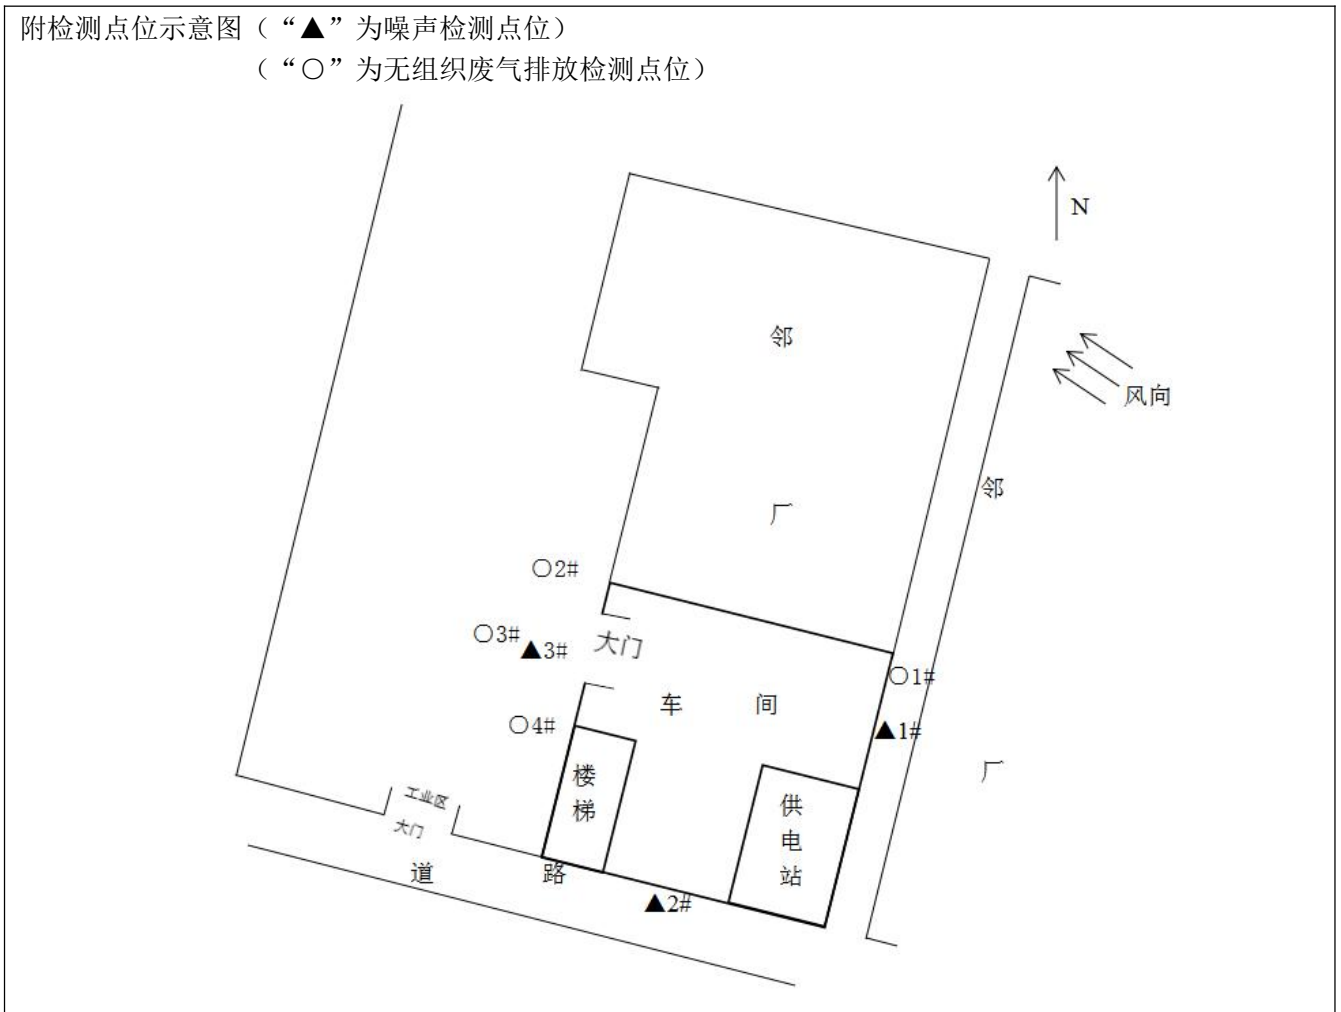 附检测点位示意图（“▲”为噪声检测点位）
（“○”为无组织废气排放检测点位）
N
邻
风向
邻
厂
○2#
○3#
▲3#
大门
○1#
车间
○4#
▲1#
厂
楼梯
工业区
大门
供电站
道路
▲2#